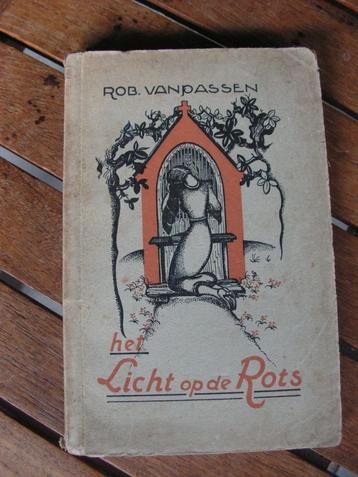 ROB. VANPASSEN
het
Licht op de Rots